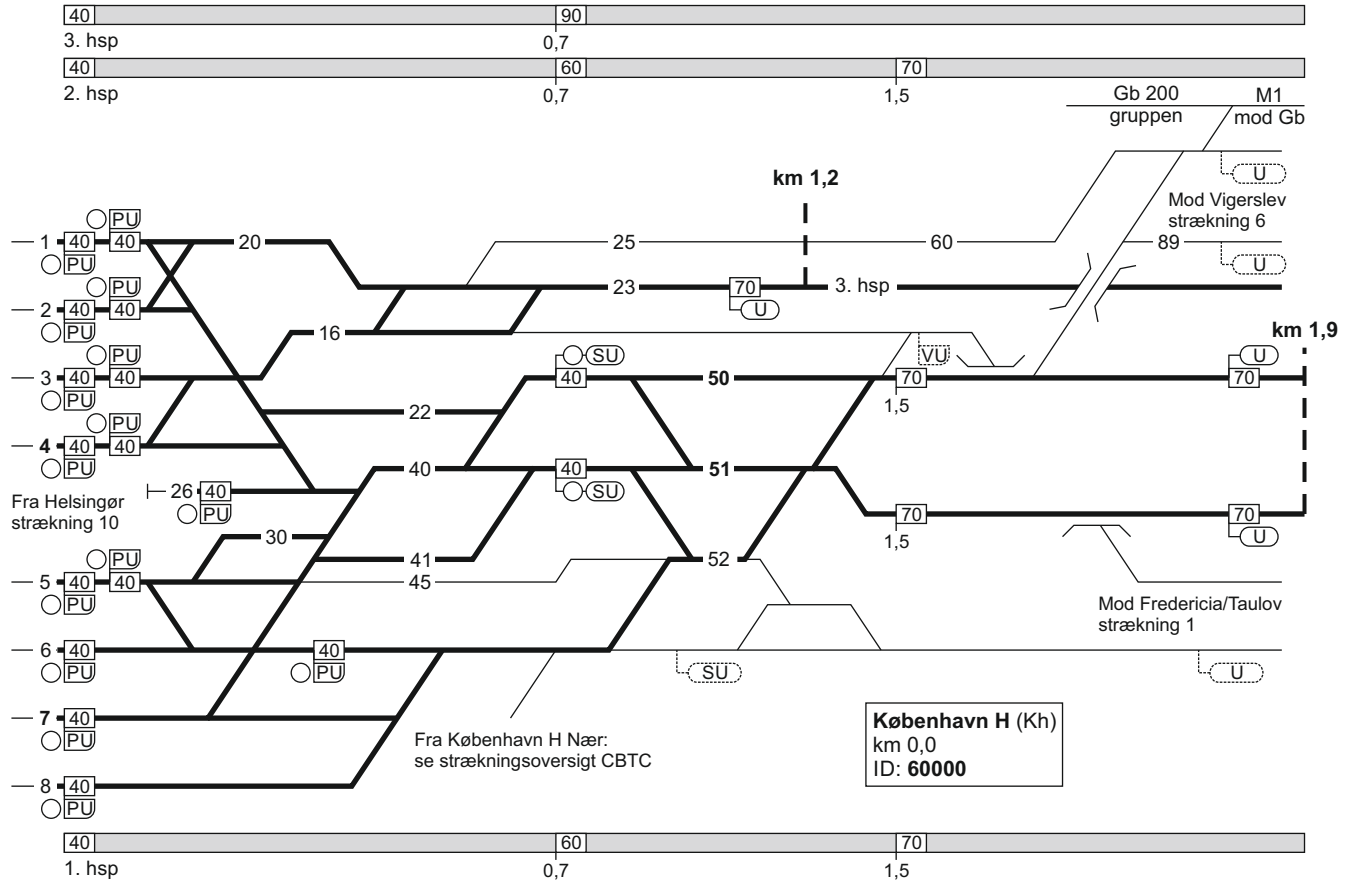 40 90
3. hsp 0,7
40 60 70
2. hsp 0,7 1,5
Gb 200 M1
gruppen mod Gb
U
km 1,2
Mod Vigerslev
strækning 6
PU
1 40 40 20 25 60 89
PU U
PU
2 40 40 23 70 3. hsp
PU U
16 km 1,9
PU SU VU U
3 40 40 40 50 70 70
PU 1,5
22
PU
4 40 40
PU
40 40 51
SU
Fra Helsingør
strækning 10
26 40
PU
70 70
1,5 U
30
PU 41 52
5 40 40 45
PU
Mod Fredericia/Taulov
strækning 1
6 40 40
PU PU SU U
7 40
PU
Fra København H Nær:
se strækningsoversigt CBTC
København H (Kh)
km 0,0
ID: 60000
8 40
PU
40 60 70
1. hsp 0,7 1,5